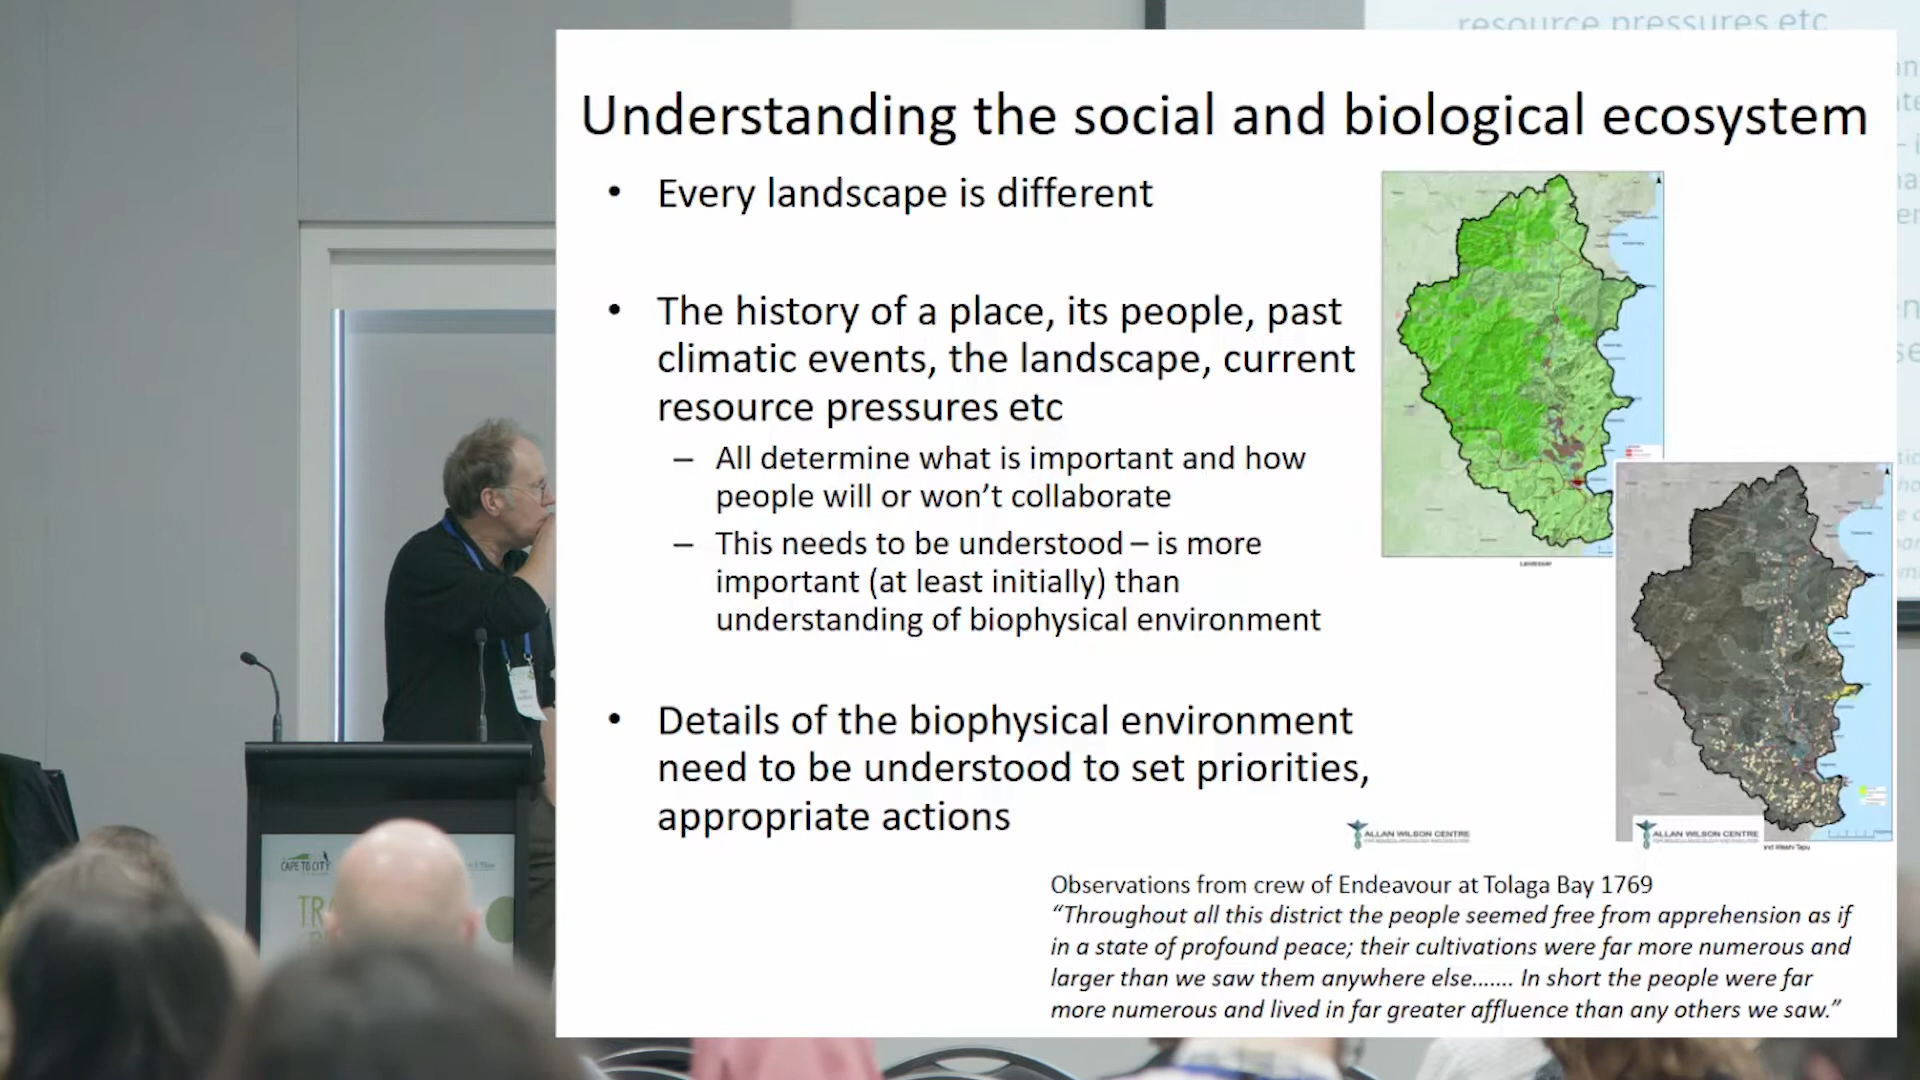 resource pressures etc
Understanding the social and biological ecosystem
• Every landscape is different
• The history of a place, its people, past
climatic events, the landscape, current
resource pressures etc
– All determine what is important and how
people will or won’t collaborate
– This needs to be understood – is more
important (at least initially) than
understanding of biophysical environment
• Details of the biophysical environment
need to be understood to set priorities,
appropriate actions
Landcover
ALLAN WILSON CENTRE
ALLAN WILSON CENTRE
Observations from crew of Endeavour at Tolaga Bay 1769
“Throughout all this district the people seemed free from apprehension as if
in a state of profound peace; their cultivations were far more numerous and
larger than we saw them anywhere else....... In short the people were far
more numerous and lived in far greater affluence than any others we saw.”
CAPE TO CITY